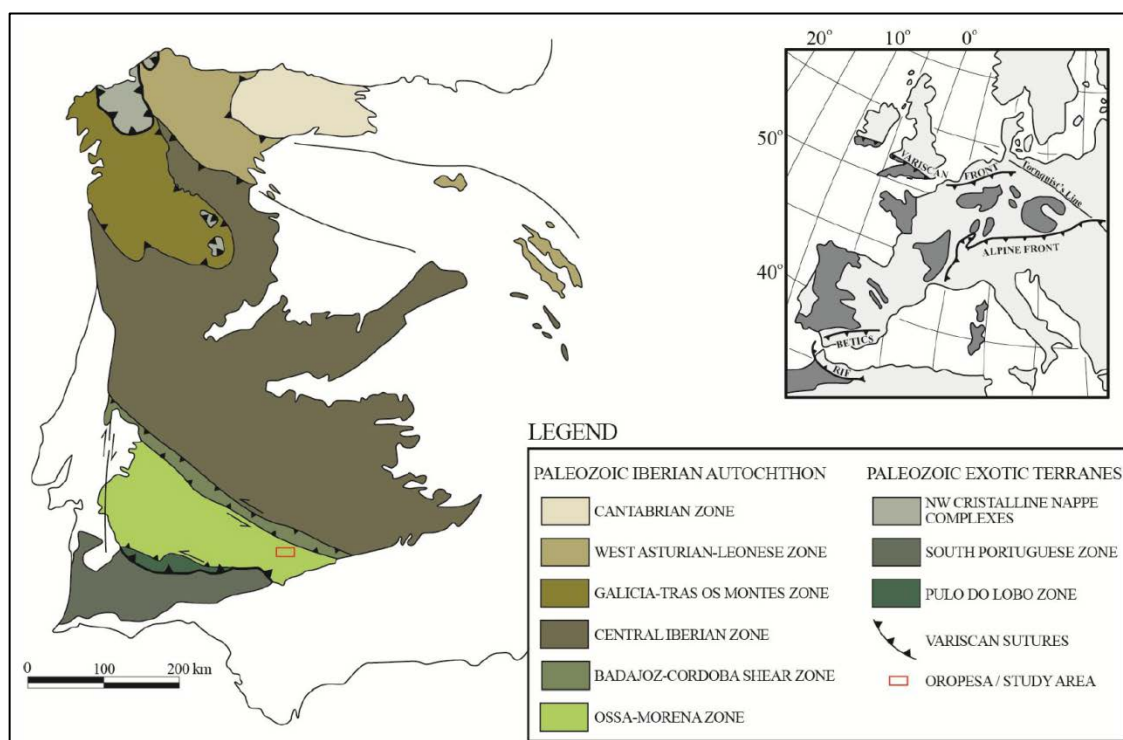 20° 10° 0°
50°
40°
VARISCAN FRONT
Tornquist's Line
ALPINE FRONT
BETICS
RIF
0 100 200 km
LEGEND
PALEOZOIC IBERIAN AUTOCHTHON
CANTABRIAN ZONE
WEST ASTURIAN-LEONESE ZONE
GALICIA-TRAS OS MONTES ZONE
CENTRAL IBERIAN ZONE
BADAJOZ-CORDOBA SHEAR ZONE
OSSA-MORENA ZONE
PALEOZOIC EXOTIC TERRANES
NW CRISTALLINE NAPPE
COMPLEXES
SOUTH PORTUGUESE ZONE
PULO DO LOBO ZONE
VARISCAN SUTURES
OROPESA / STUDY AREA